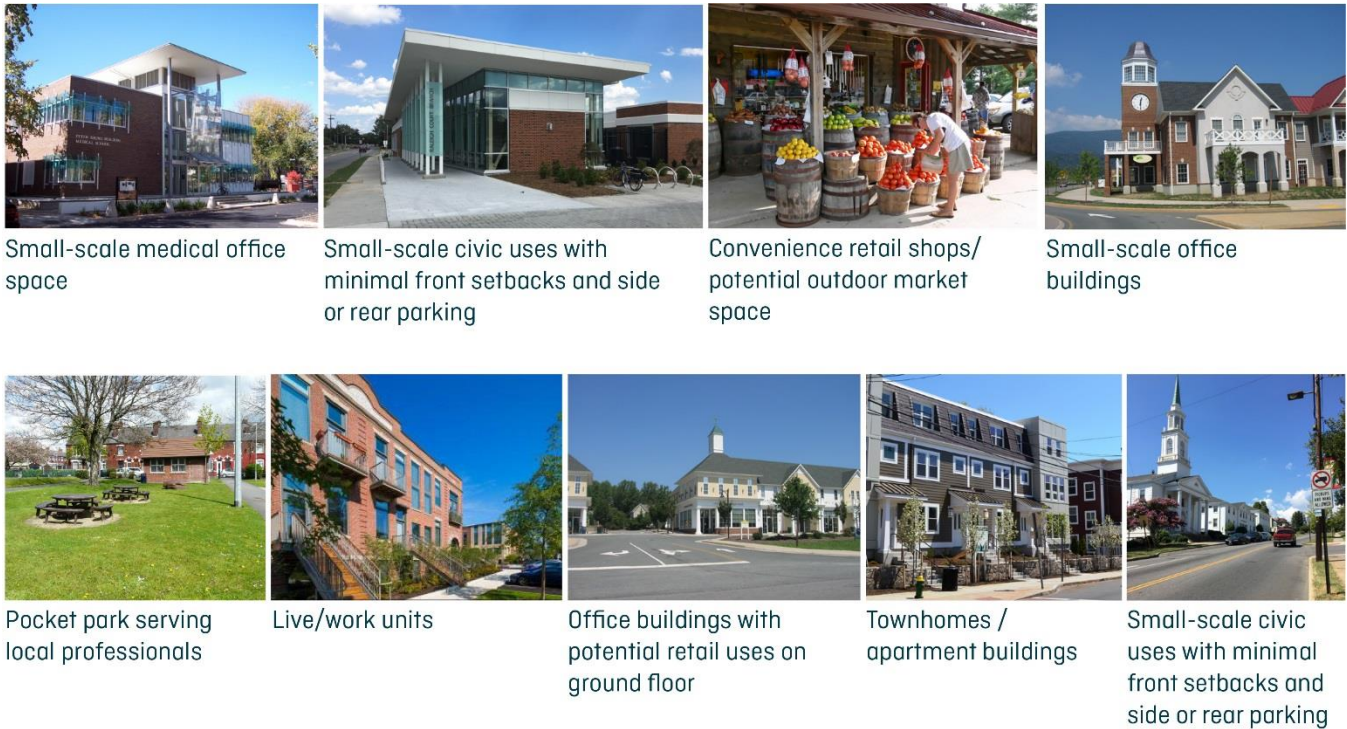 Small-scale medical office
space
Small-scale civic uses with
minimal front setbacks and side
or rear parking
Convenience retail shops/
potential outdoor market
space
Small-scale office
buildings
Pocket park serving
local professionals
Live/work units
Office buildings with
potential retail uses on
ground floor
Townhomes /
apartment buildings
Small-scale civic
uses with minimal
front setbacks and
side or rear parking